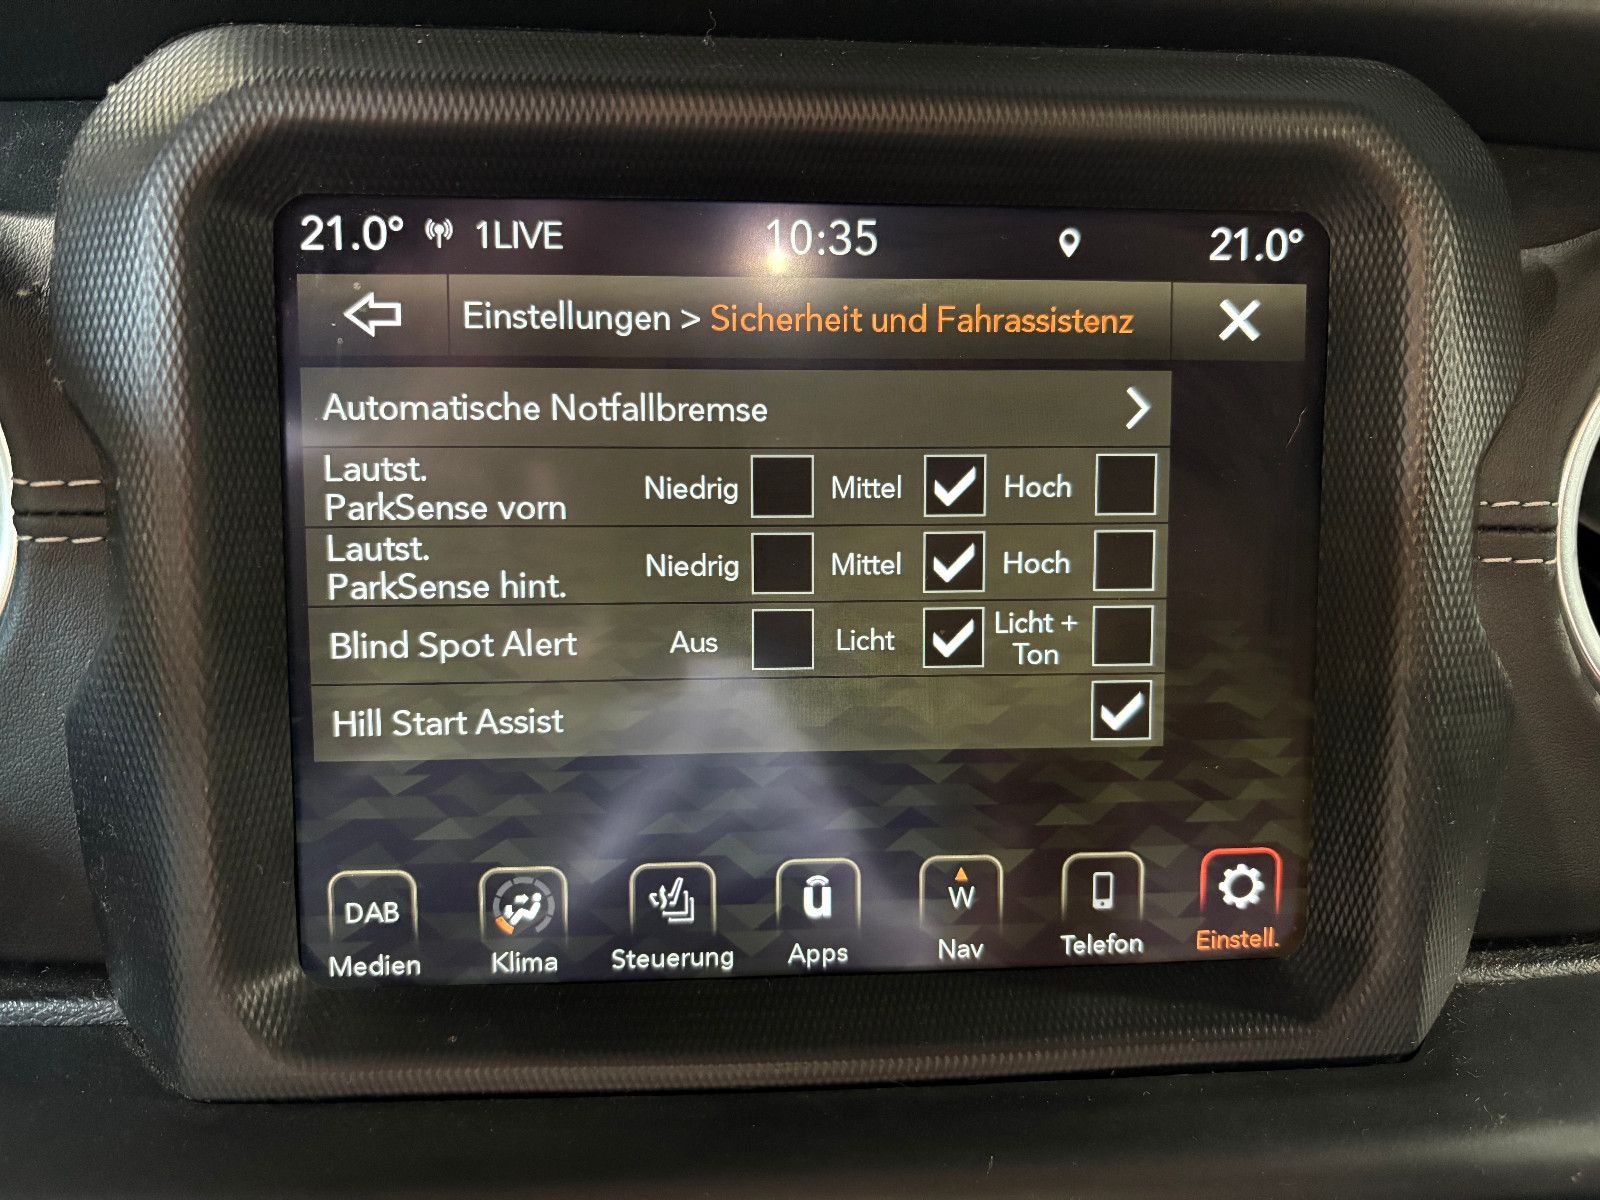 21.0° 1LIVE 10:35 21.0°
Einstellungen > Sicherheit und Fahrassistenz
Automatische Notfallbremse
Lautst.
ParkSense vorn Niedrig Mittel Hoch
Lautst.
ParkSense hint. Niedrig Mittel Hoch
Blind Spot Alert Aus Licht Licht +
Ton
Hill Start Assist
DAB ū W
Medien Klima Steuerung Apps Nav Telefon Einstell.